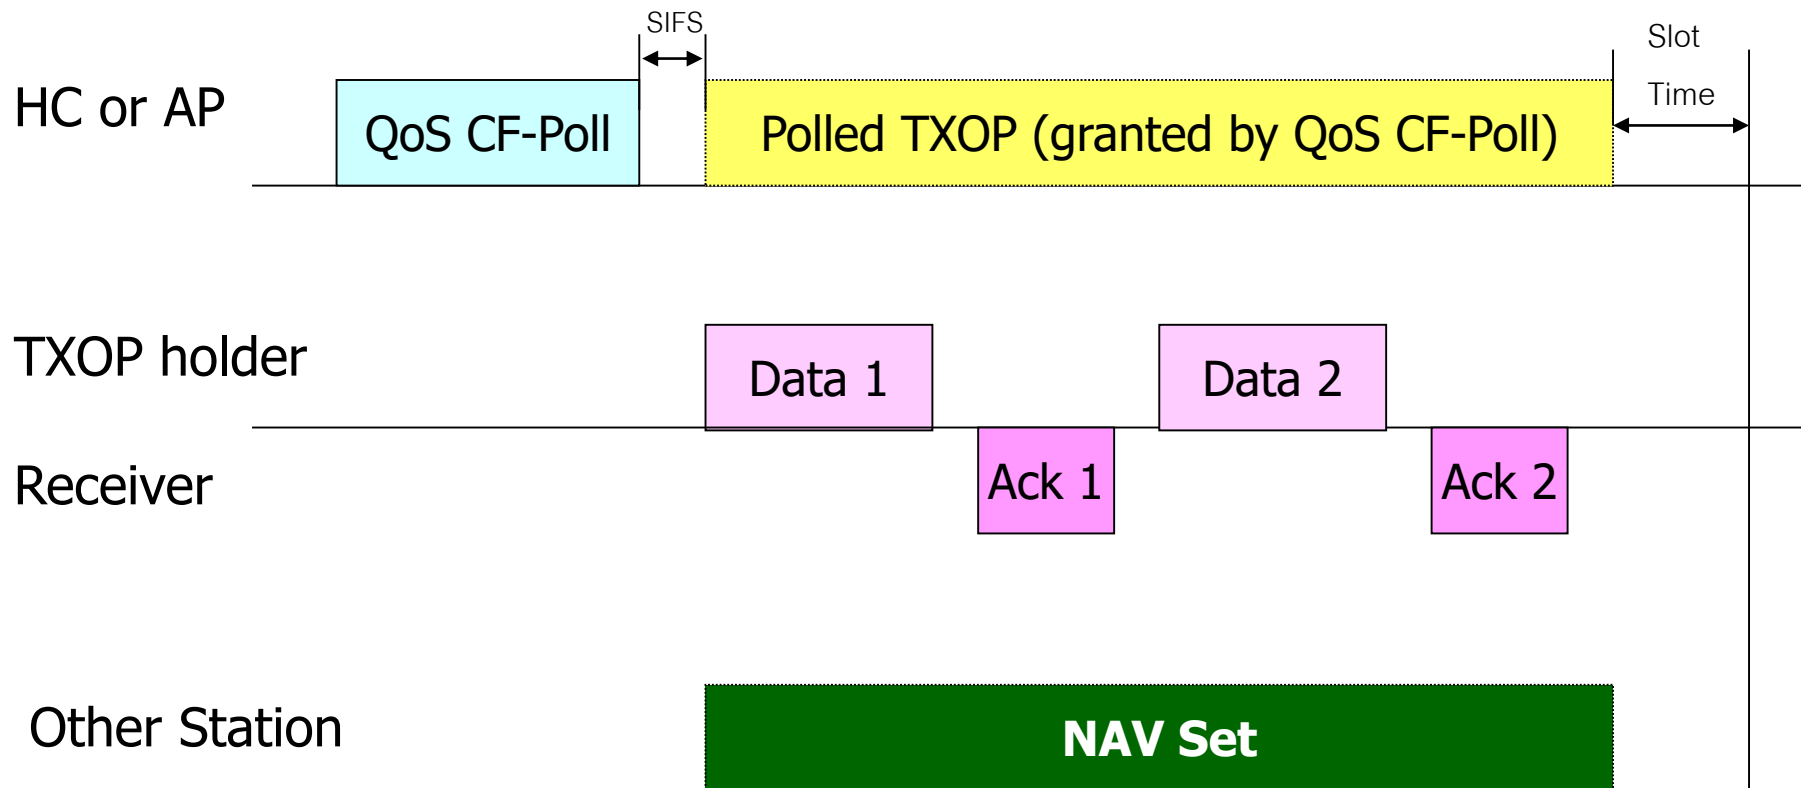 SIFS
Slot
Time
HC or AP
QoS CF-Poll
Polled TXOP (granted by QoS CF-Poll)
TXOP holder
Data 1
Data 2
Receiver
Ack 1
Ack 2
Other Station
NAV Set